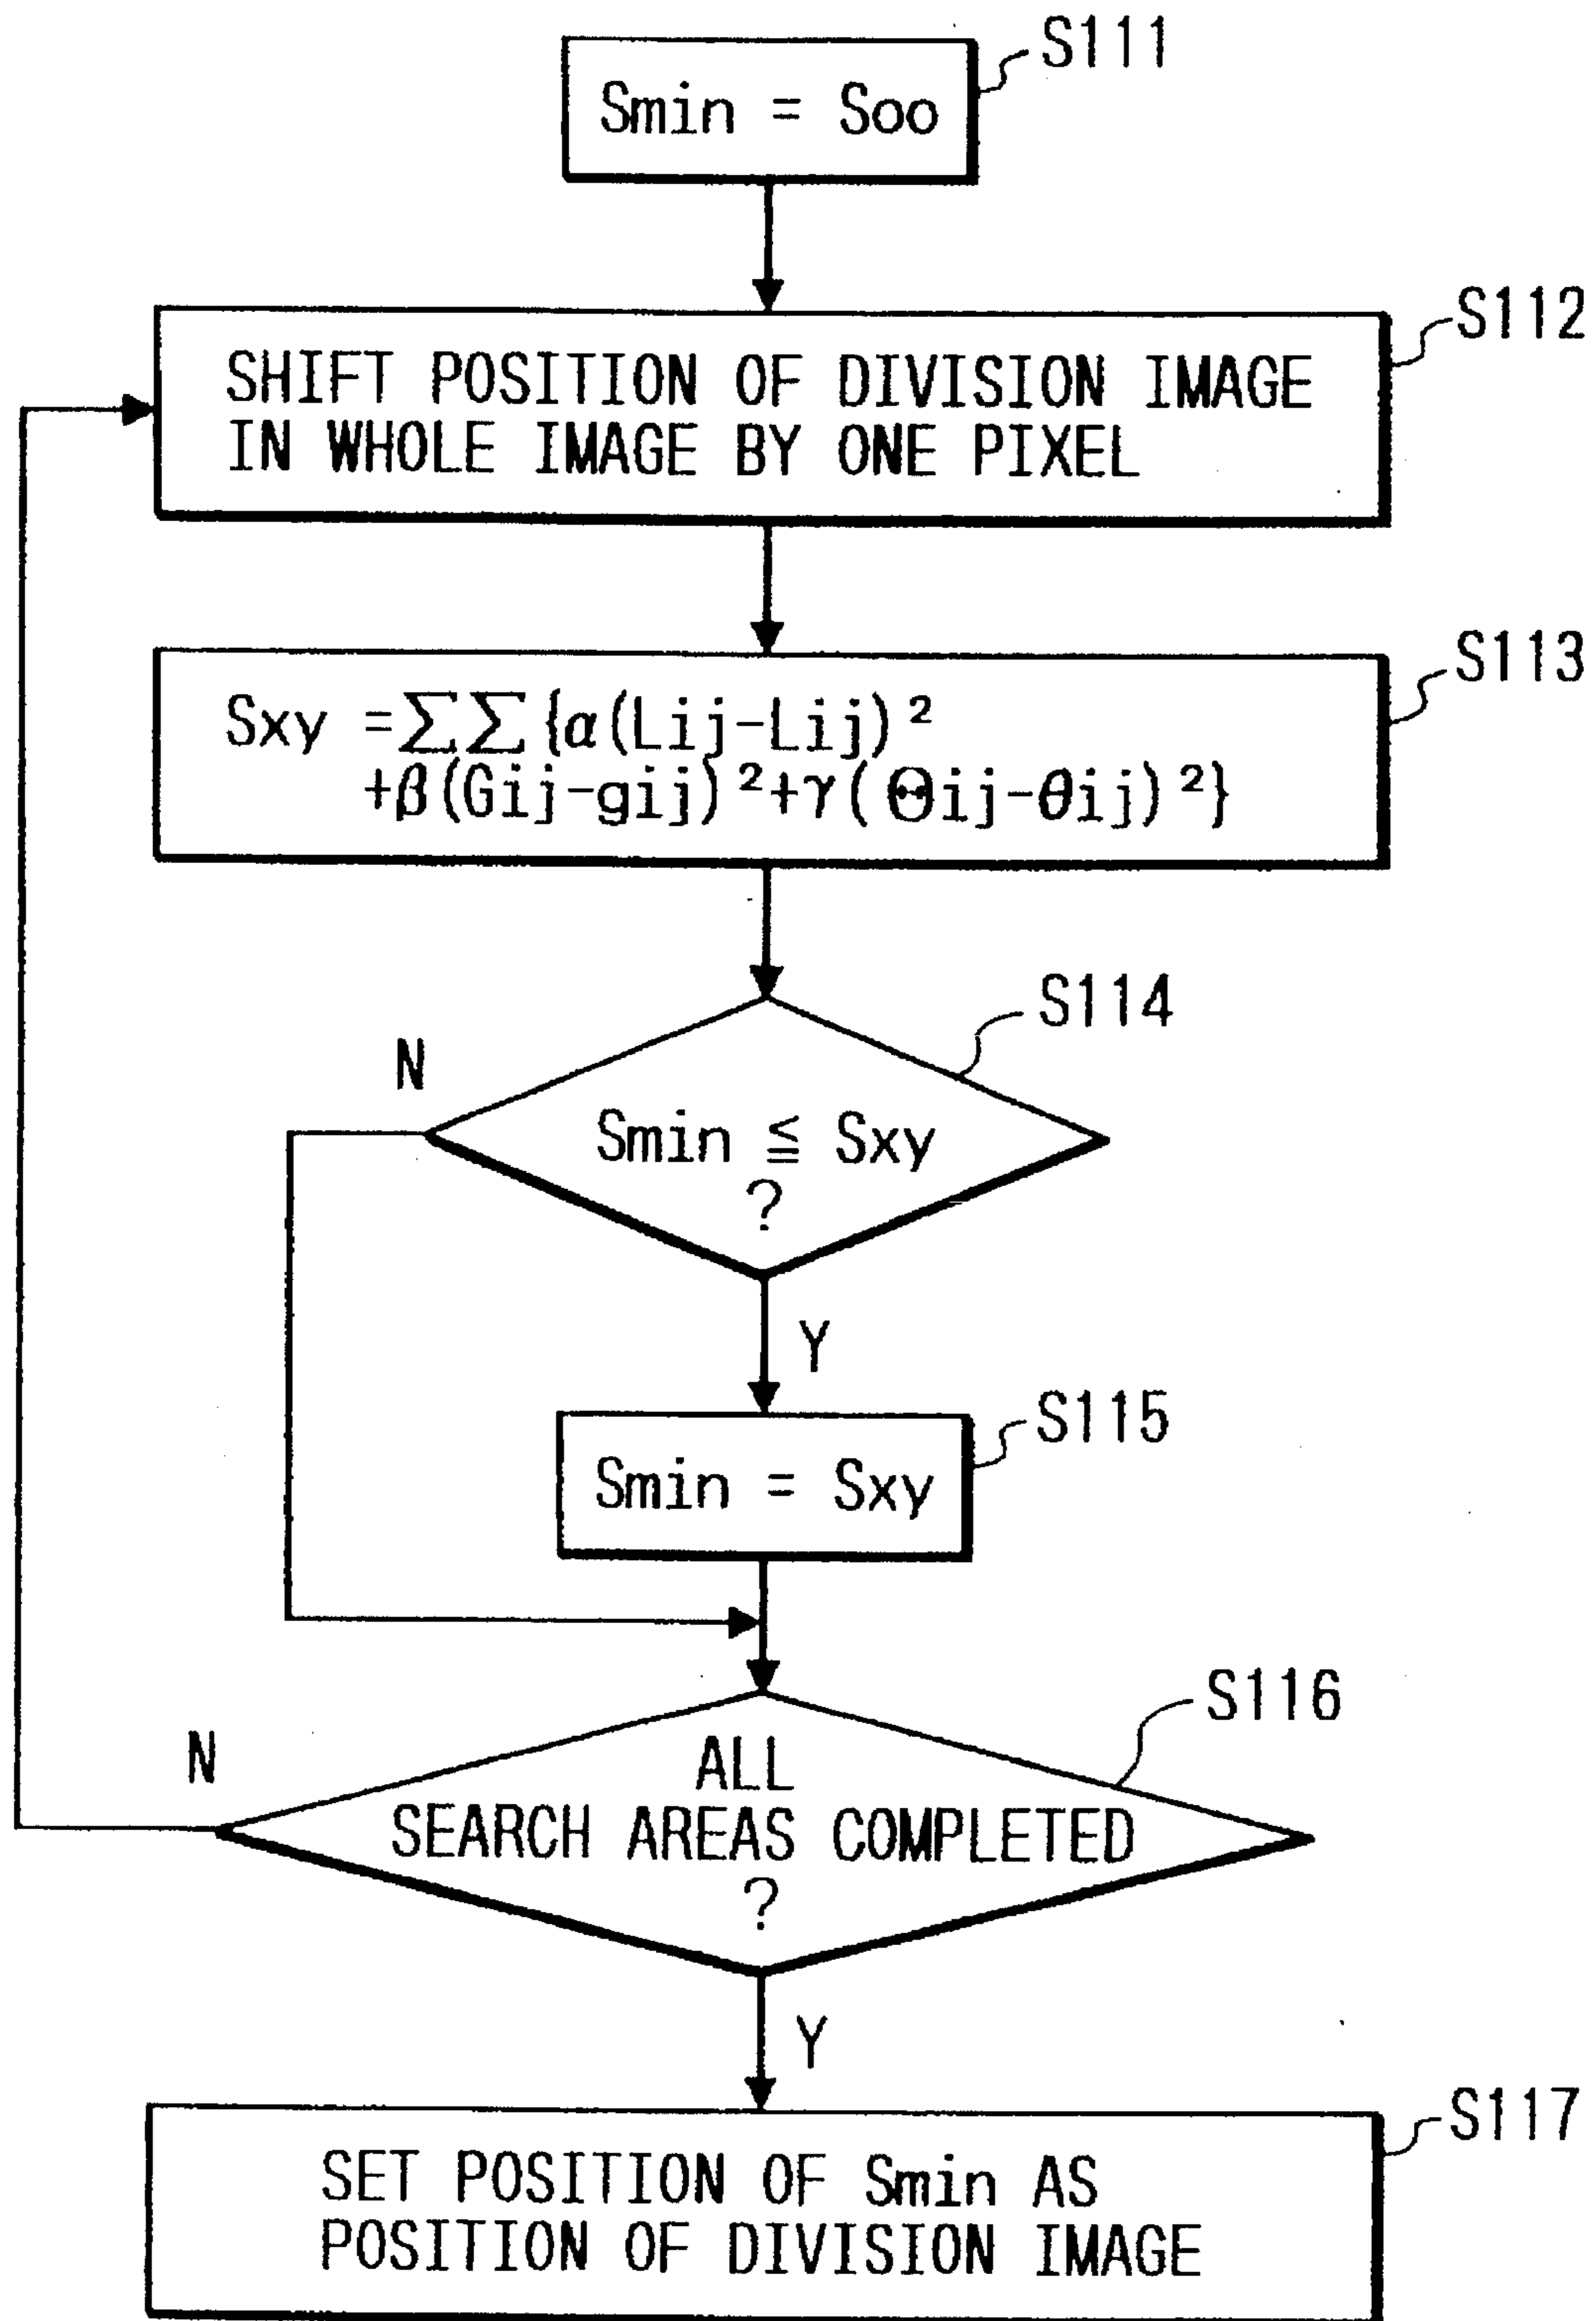 S111
Smin = Soo
S112
SHIFT POSITION OF DIVISION IMAGE
IN WHOLE IMAGE BY ONE PIXEL
S113
Sxy =ΣΣ{α(Lij-Lij)²
+β(Gij-gij)²+γ(Θij-θij)²}
S114
N
Smin ≦ Sxy
?
Y
S115
Smin = Sxy
S116
N
ALL
SEARCH AREAS COMPLETED
?
Y
S117
SET POSITION OF Smin AS
POSITION OF DIVISION IMAGE